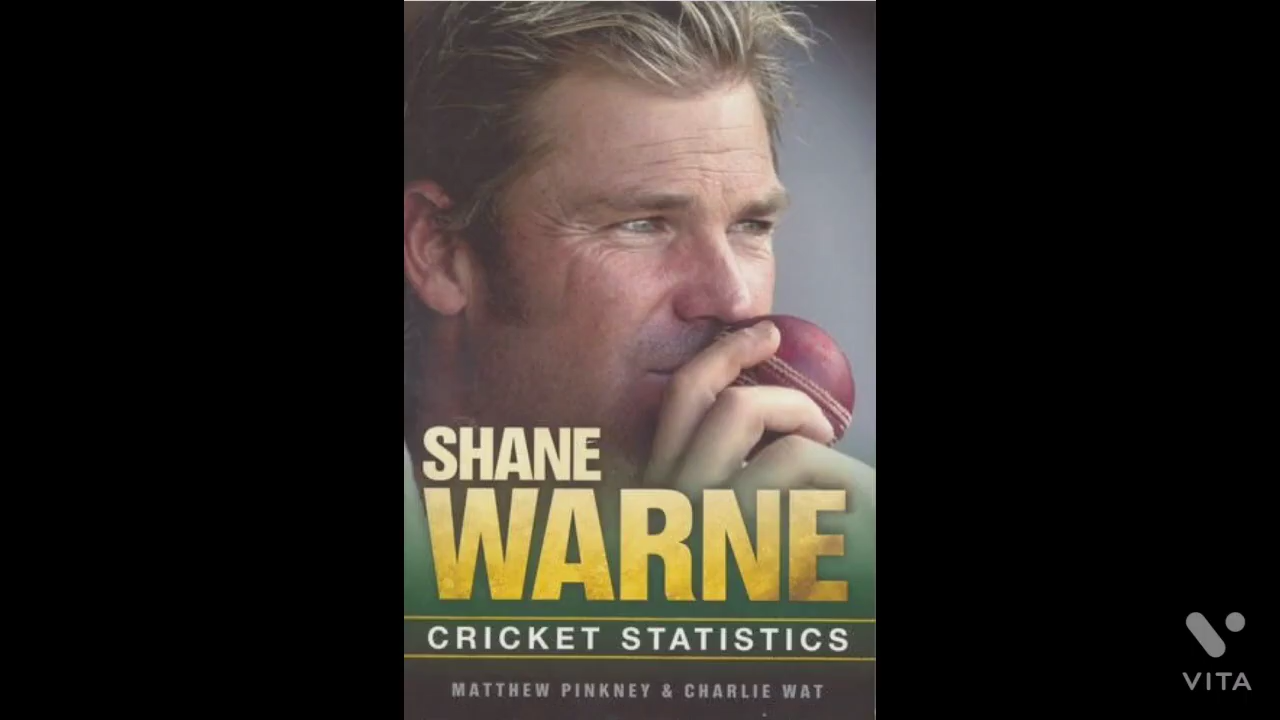 SHANE
WARNE
CRICKET STATISTICS
MATTHEW PINKNEY & CHARLIE WAT
VITA